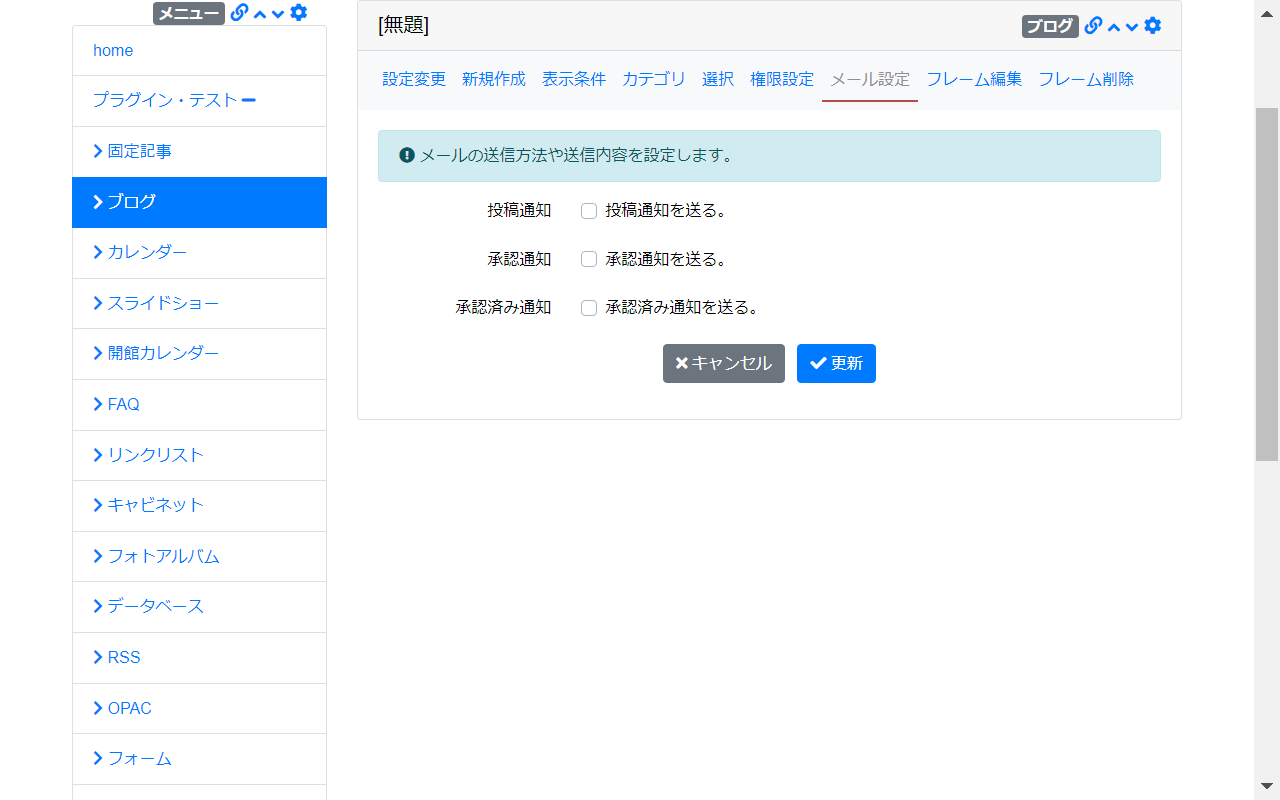 メニュー
home
プラグイン・テスト
固定記事
ブログ
カレンダー
スライドショー
開館カレンダー
FAQ
リンクリスト
キャビネット
フォトアルバム
データベース
RSS
OPAC
フォーム
[無題]
ブログ
設定変更 新規作成 表示条件 カテゴリ 選択 権限設定 メール設定 フレーム編集 フレーム削除
メールの送信方法や送信内容を設定します。
投稿通知 投稿通知を送る。
承認通知 承認通知を送る。
承認済み通知 承認済み通知を送る。
キャンセル 更新